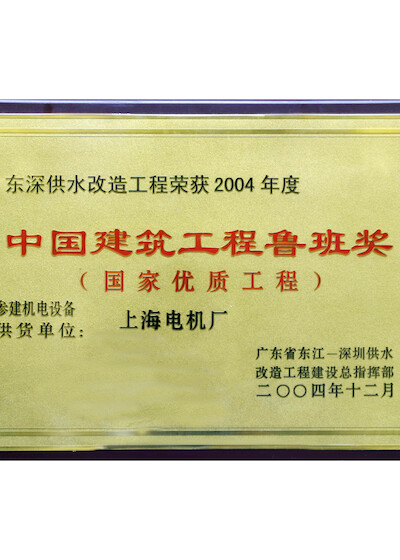 东深供水改造工程荣获2004年度
中国建筑工程鲁班奖
（国家优质工程）
参建机电设备
供货单位：
上海电机厂
广东省东江－深圳供水
改造工程建设总指挥部
二〇〇四年十二月